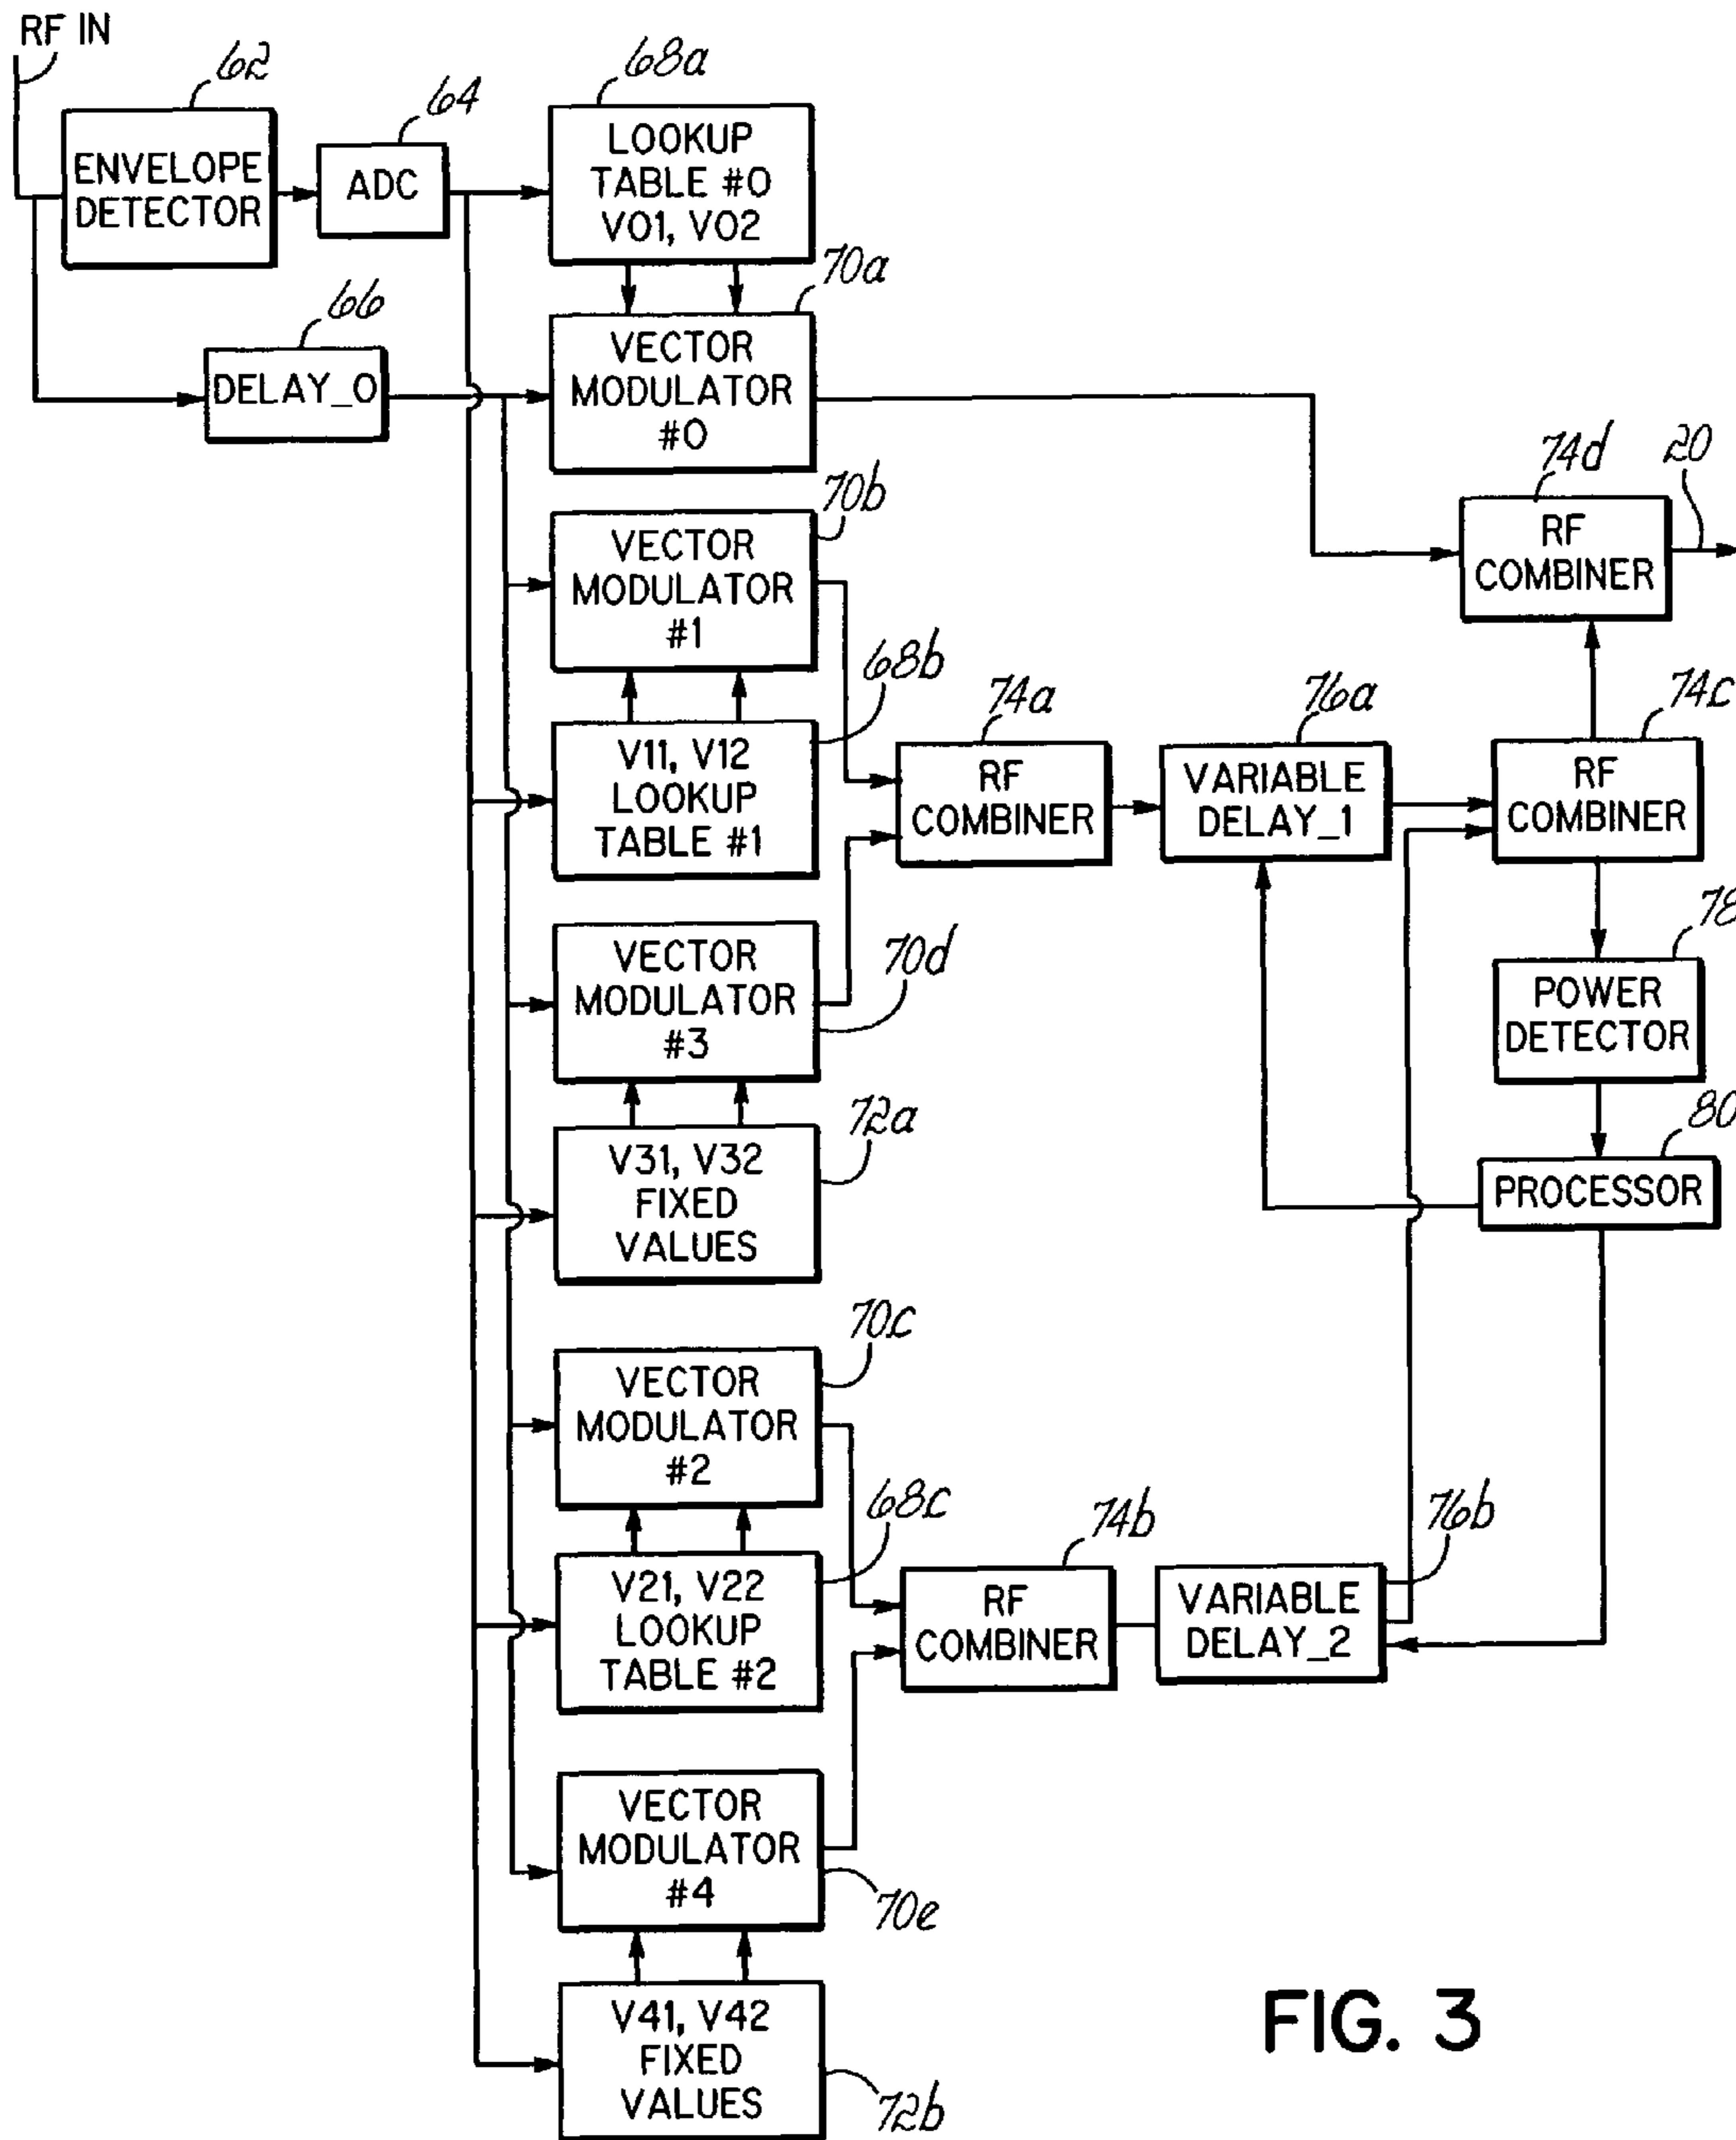 RF IN
62
ENVELOPE
DETECTOR
64
ADC
68a
LOOKUP
TABLE #0
V01, V02
66
DELAY_0
70a
VECTOR
MODULATOR
#0
70b
VECTOR
MODULATOR
#1
68b
V11, V12
LOOKUP
TABLE #1
74a
RF
COMBINER
76a
VARIABLE
DELAY_1
74d
RF
COMBINER
20
74c
RF
COMBINER
78
POWER
DETECTOR
80
PROCESSOR
VECTOR
MODULATOR
#3
70d
72a
V31, V32
FIXED
VALUES
70c
VECTOR
MODULATOR
#2
68c
V21, V22
LOOKUP
TABLE #2
74b
RF
COMBINER
76b
VARIABLE
DELAY_2
VECTOR
MODULATOR
#4
70e
V41, V42
FIXED
VALUES
72b
FIG. 3